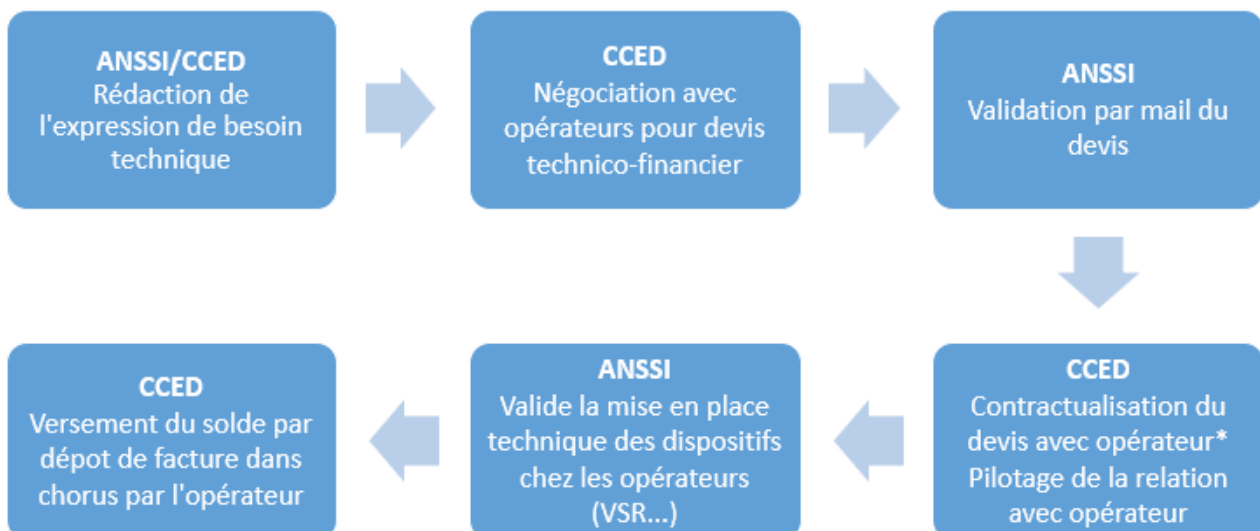 ANSSI/CCED
Rédaction de
l'expression de besoin
technique
CCED
Négociation avec
opérateurs pour devis
technico-financier
ANSSI
Validation par mail du
devis
CCED
Contractualisation du
devis avec opérateur*
Pilotage de la relation
avec opérateur
ANSSI
Valide la mise en place
technique des dispositifs
chez les opérateurs
(VSR...)
CCED
Versement du solde par
dépot de facture dans
chorus par l'opérateur